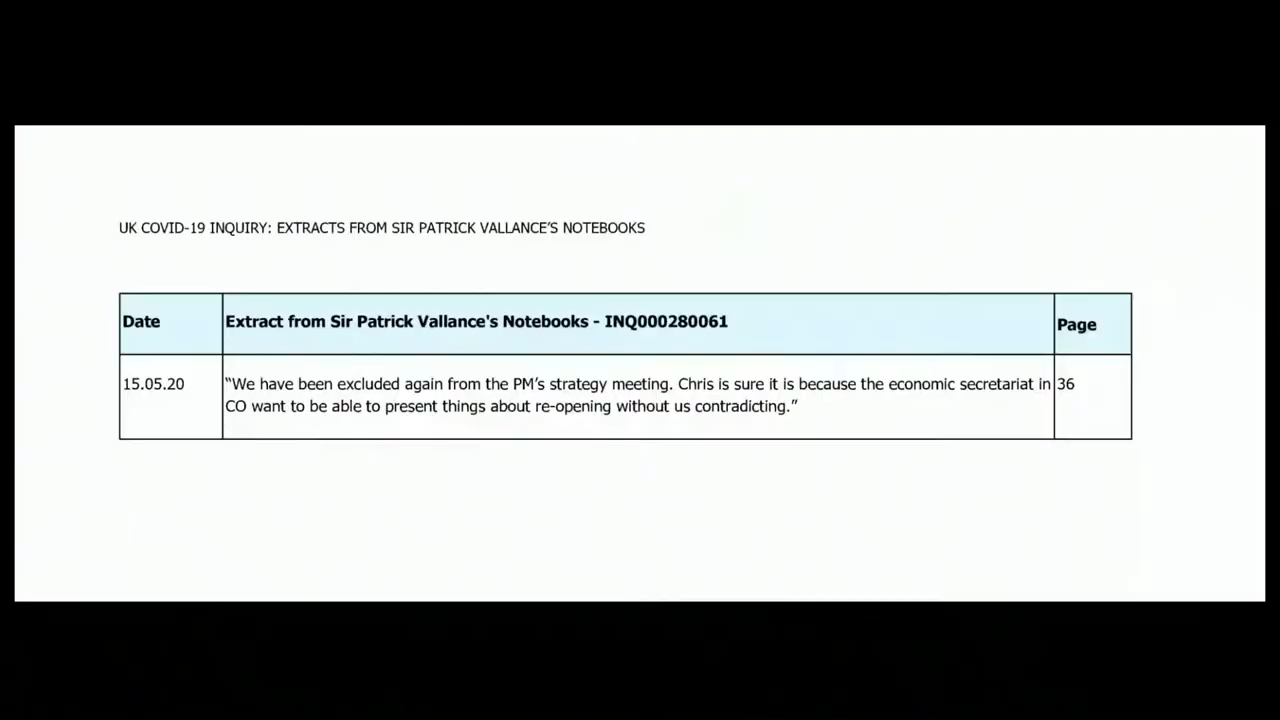 UK COVID-19 INQUIRY: EXTRACTS FROM SIR PATRICK VALLANCE’S NOTEBOOKS
Date Extract from Sir Patrick Vallance's Notebooks - INQ000280061 Page
15.05.20 “We have been excluded again from the PM’s strategy meeting. Chris is sure it is because the economic secretariat in 36
CO want to be able to present things about re-opening without us contradicting.”